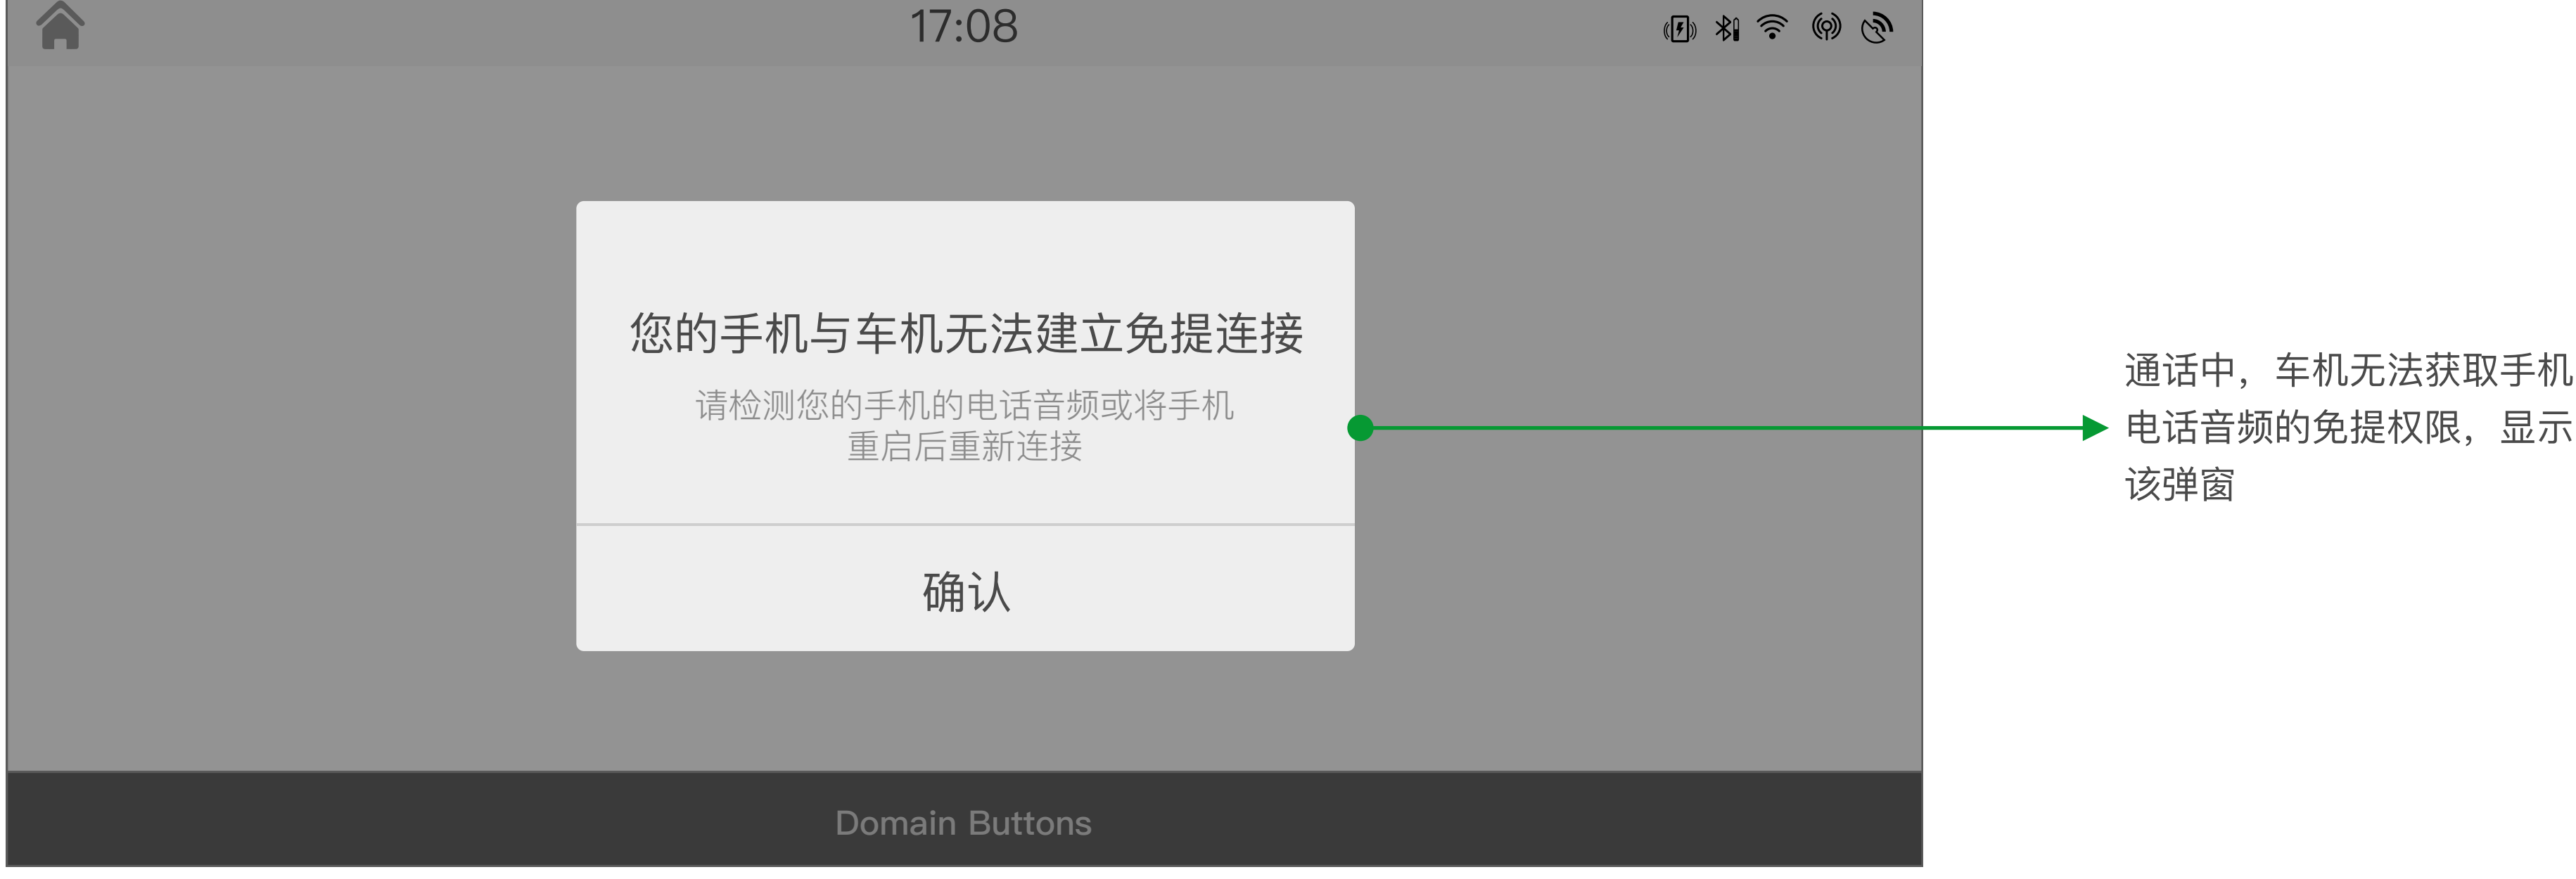 17:08
您的手机与车机无法建立免提连接
请检测您的手机的电话音频或将手机
重启后重新连接
确认
Domain Buttons
通话中，车机无法获取手机
电话音频的免提权限，显示
该弹窗